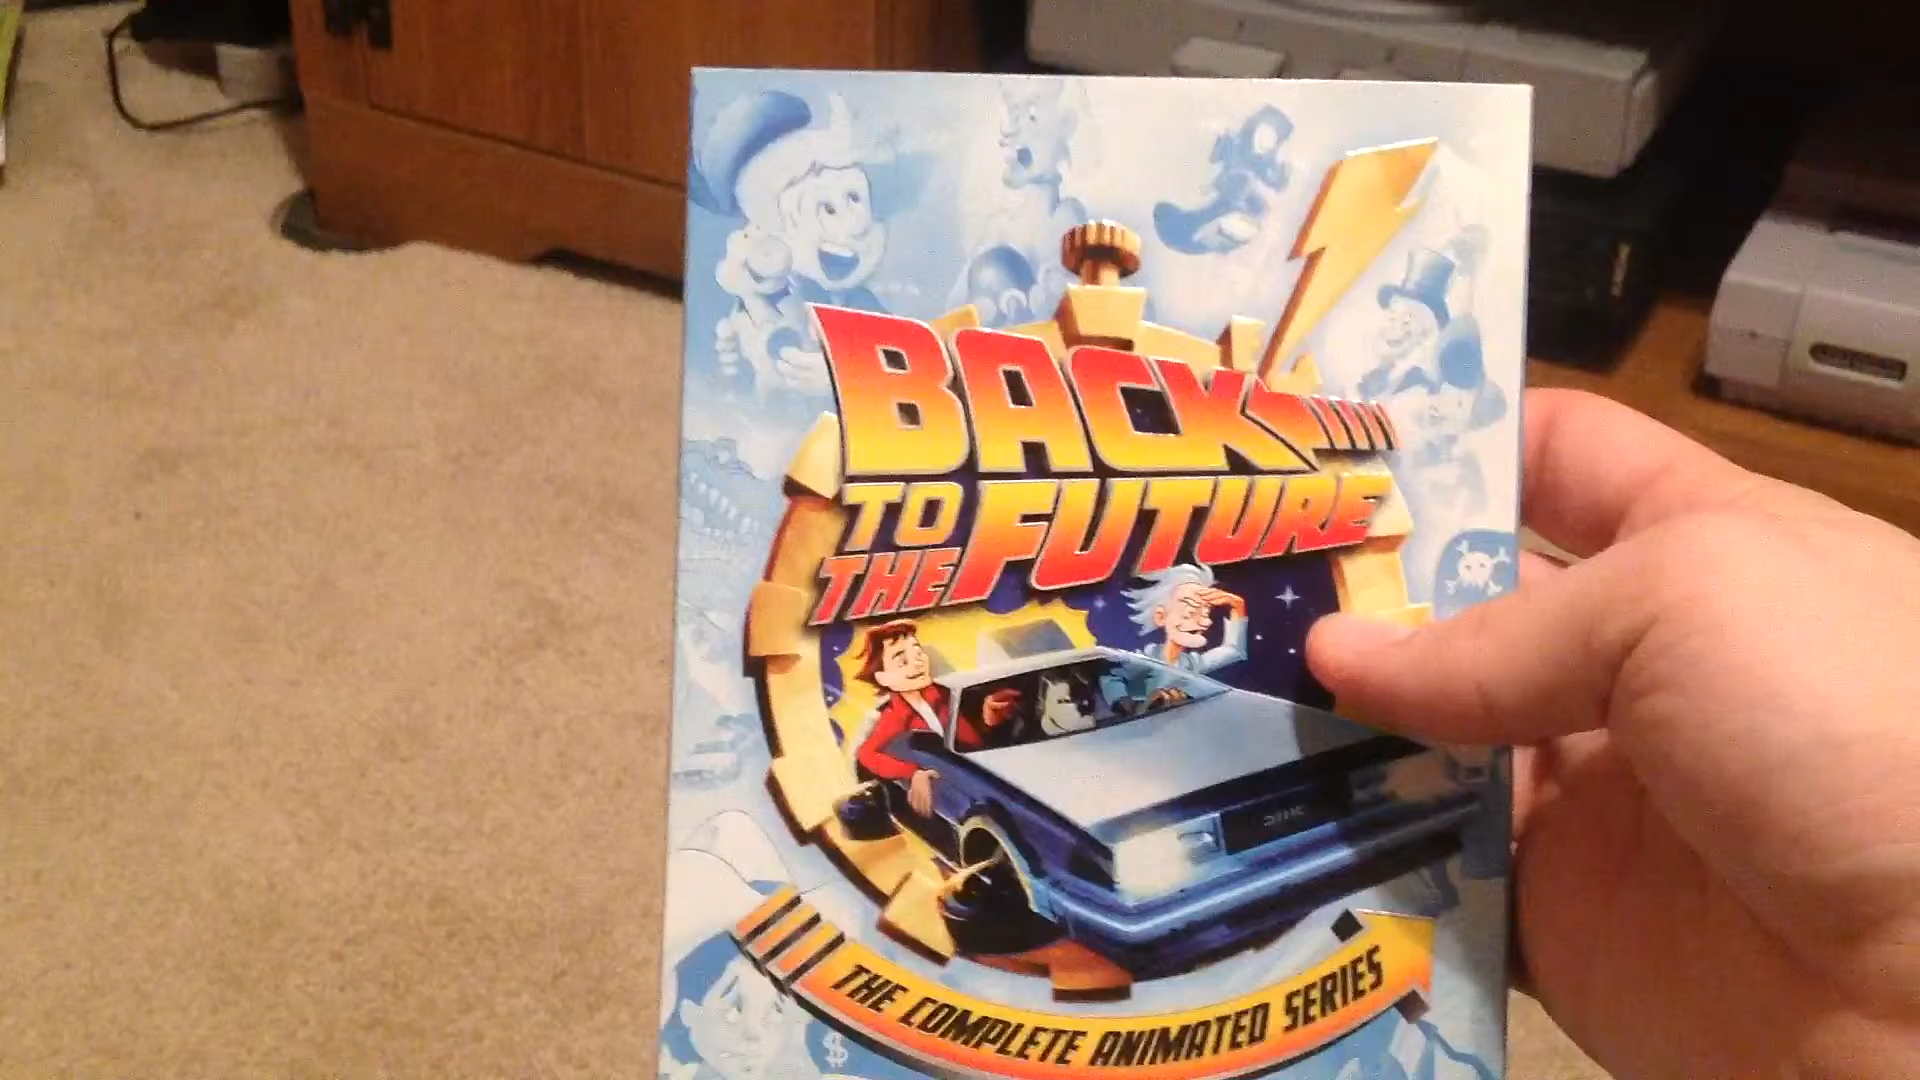 BACK
TO
THE FUTURE
THE COMPLETE ANIMATED SERIES
$